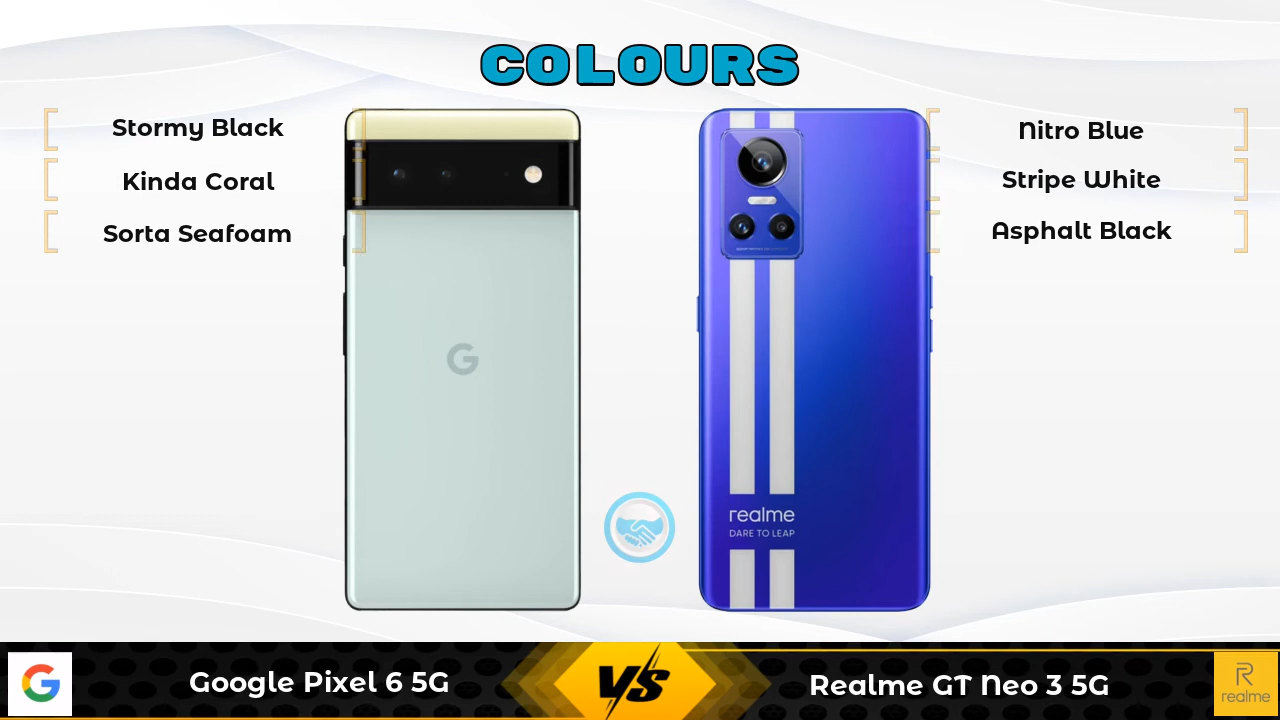 COLOURS
Stormy Black
Kinda Coral
Sorta Seafoam
Nitro Blue
Stripe White
Asphalt Black
G
realme
DARE TO LEAP
G
Google Pixel 6 5G
VS
Realme GT Neo 3 5G
R
realme